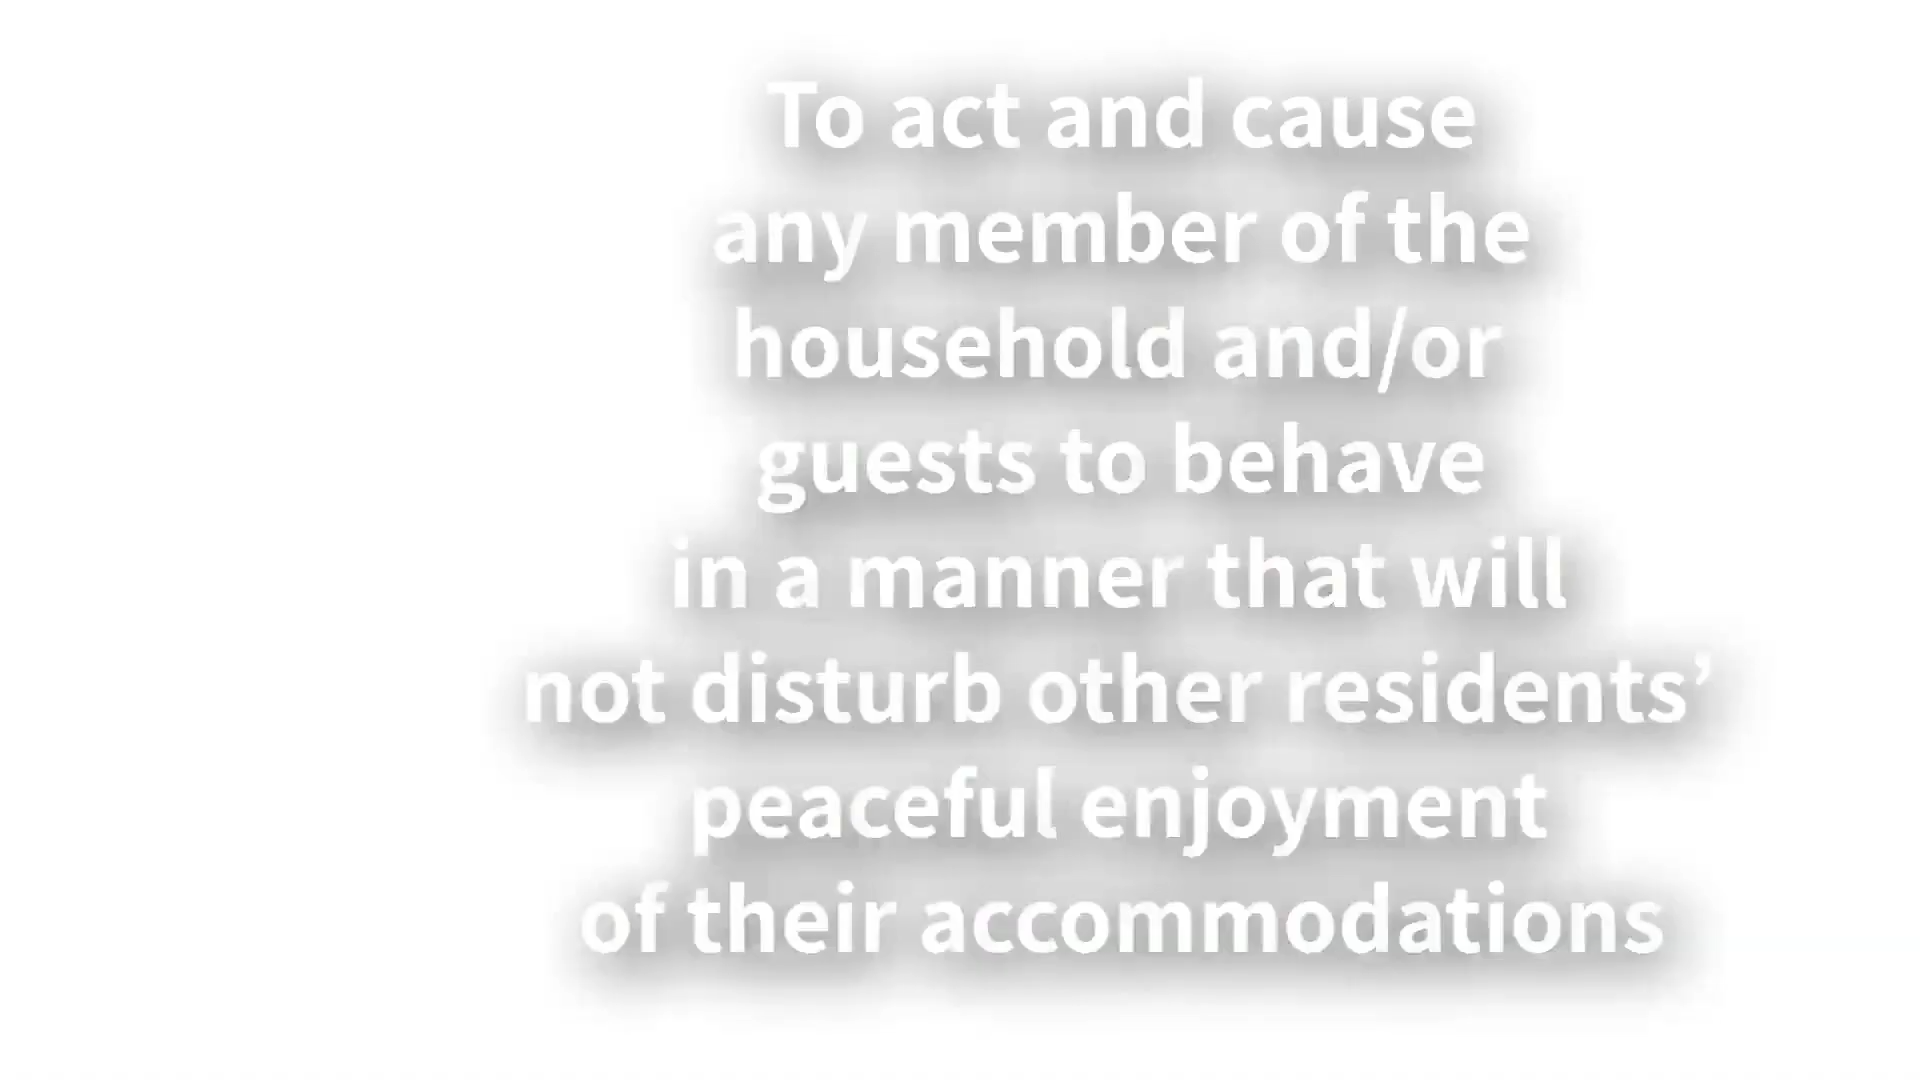 To act and cause
any member of the
household and/or
guests to behave
in a manner that will
not disturb other residents’
peaceful enjoyment
of their accommodations